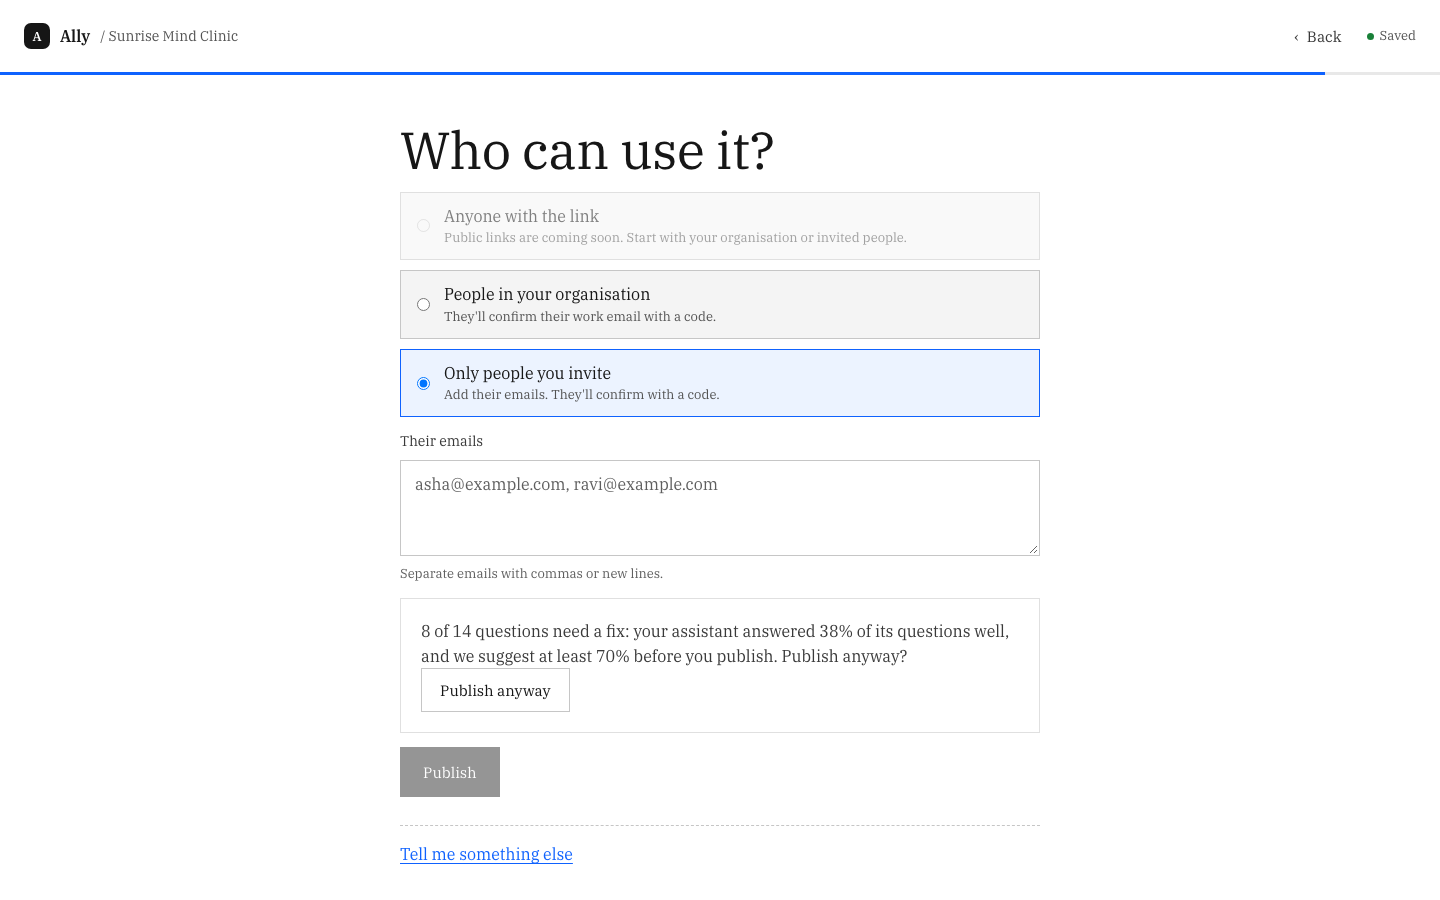 A Ally / Sunrise Mind Clinic
‹ Back
Saved
Who can use it?
Anyone with the link
Public links are coming soon. Start with your organisation or invited people.
People in your organisation
They'll confirm their work email with a code.
Only people you invite
Add their emails. They'll confirm with a code.
Their emails
asha@example.com, ravi@example.com
Separate emails with commas or new lines.
8 of 14 questions need a fix: your assistant answered 38% of its questions well,
and we suggest at least 70% before you publish. Publish anyway?
Publish anyway
Publish
Tell me something else